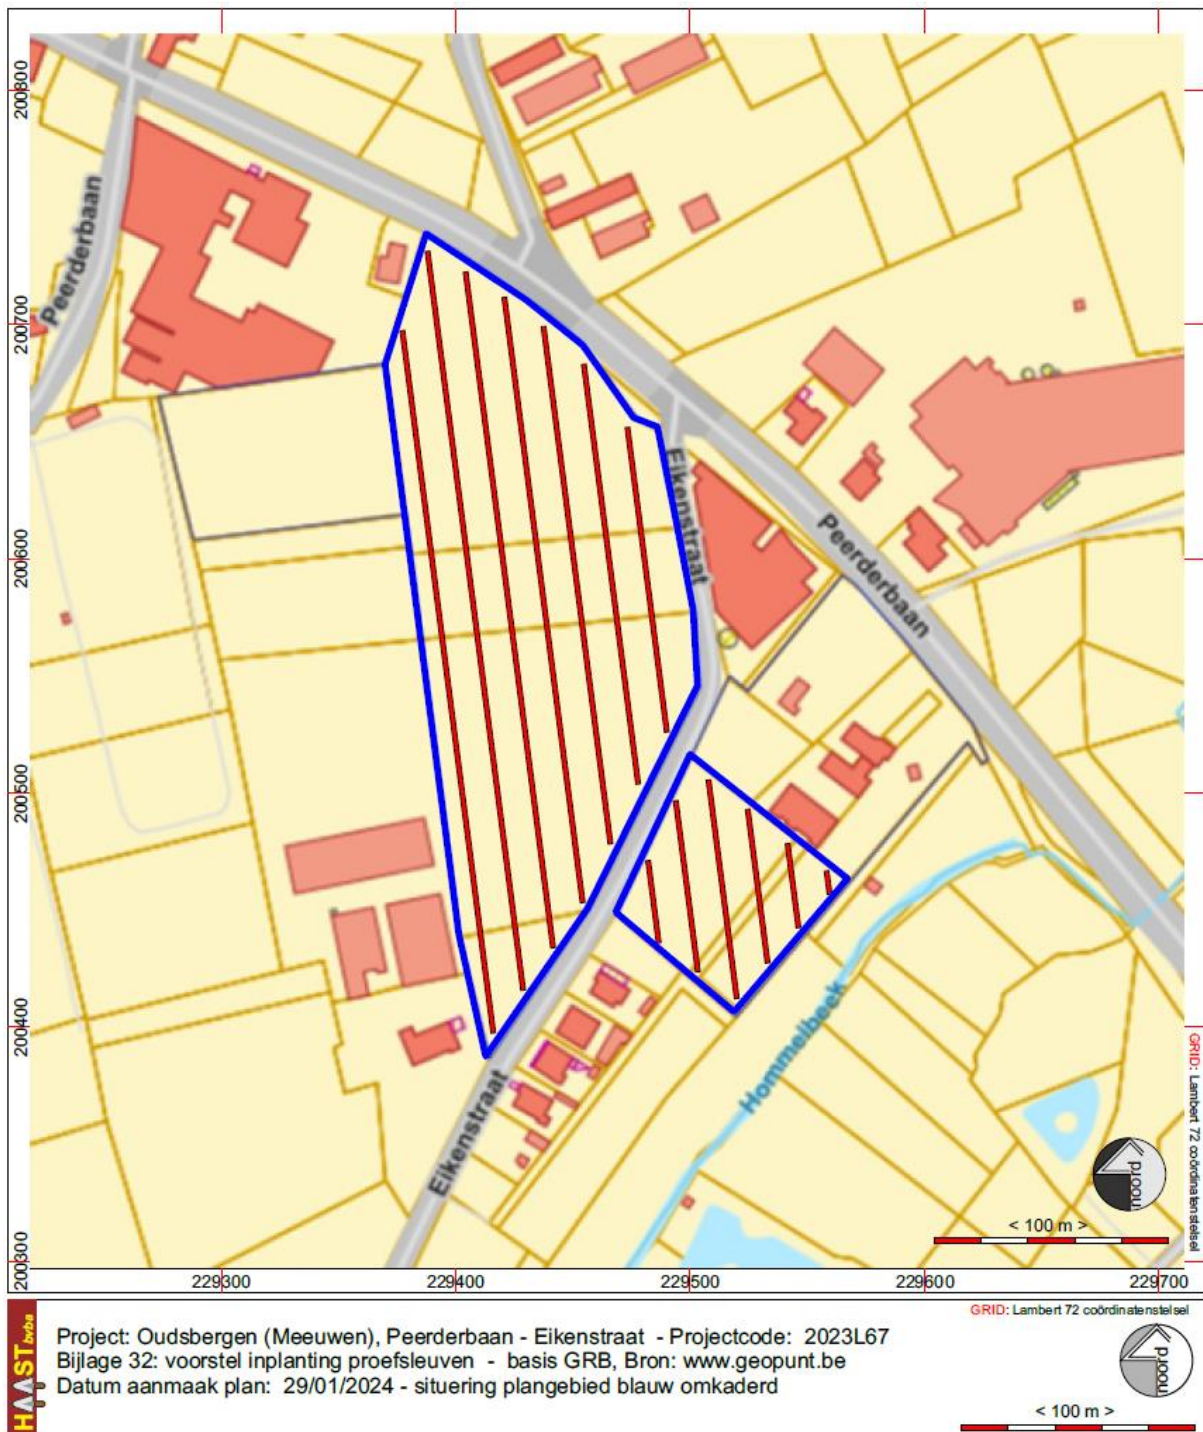 200800
Peerderbaan
200700
Eikenstraat
200600
Peerderbaan
200500
200400
Hommelbeek
Eikenstraat
noord
GRID: Lambert 72 coördinatenstelsel
< 100 m >
200300
229300
229400
229500
229600
229700
GRID: Lambert 72 coördinatenstelsel
HAAST bvba
Project: Oudsbergen (Meeuwen), Peerderbaan - Eikenstraat - Projectcode: 2023L67
Bijlage 32: voorstel inplanting proefsleuven - basis GRB, Bron: www.geopunt.be
Datum aanmaak plan: 29/01/2024 - situering plangebied blauw omkaderd
noord
< 100 m >